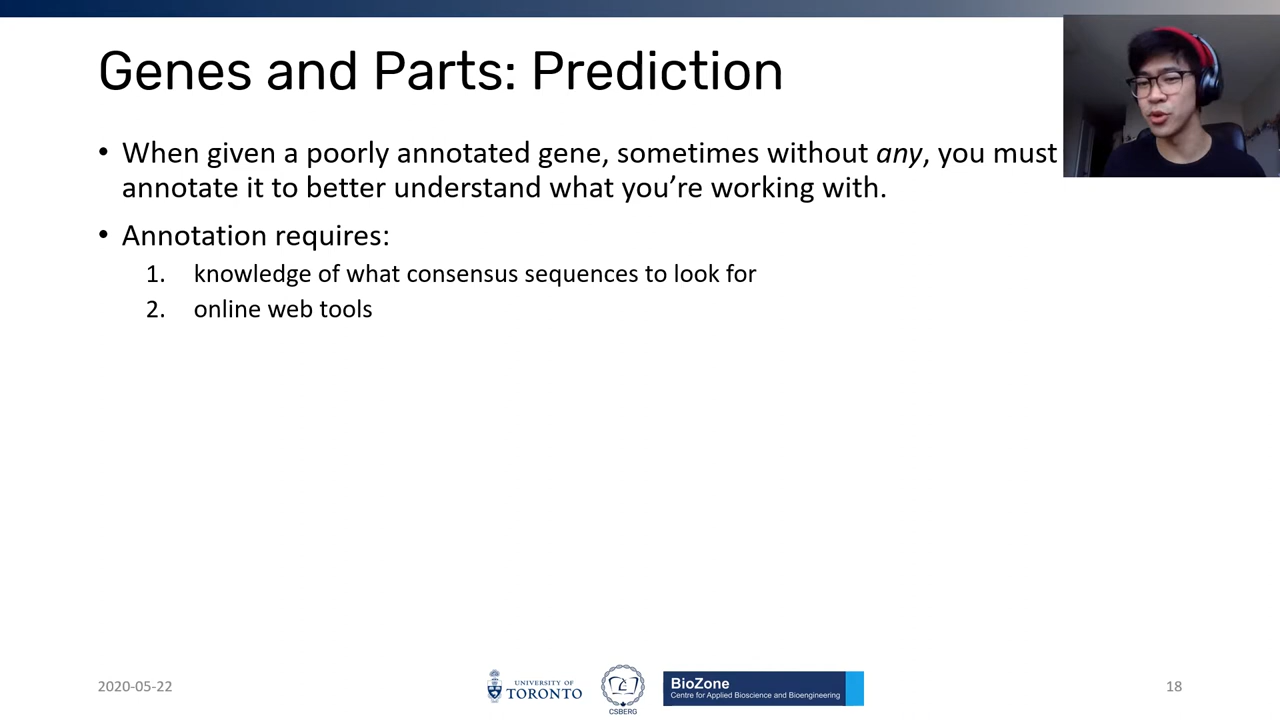 Genes and Parts: Prediction
• When given a poorly annotated gene, sometimes without any, you must
annotate it to better understand what you’re working with.
• Annotation requires:
1. knowledge of what consensus sequences to look for
2. online web tools
2020-05-22
UNIVERSITY OF
TORONTO
CSBERG
BioZone
Centre for Applied Bioscience and Bioengineering
18